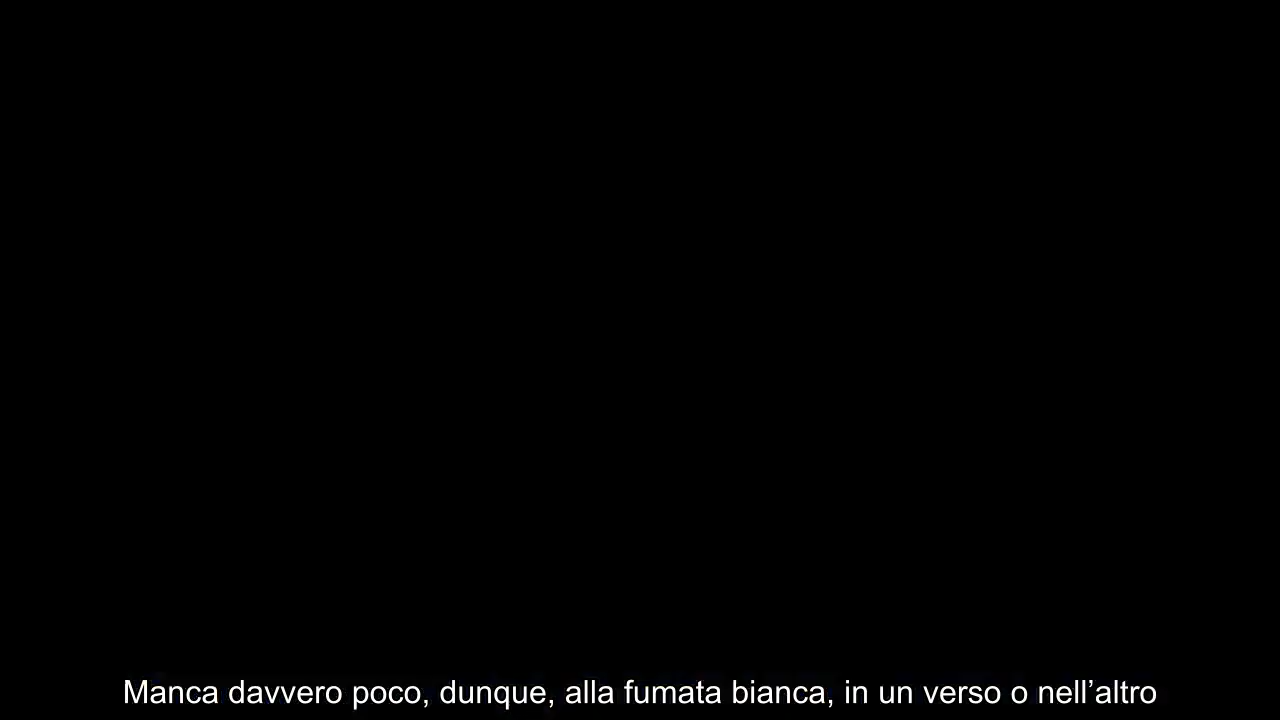 Manca davvero poco, dunque, alla fumata bianca, in un verso o nell’altro